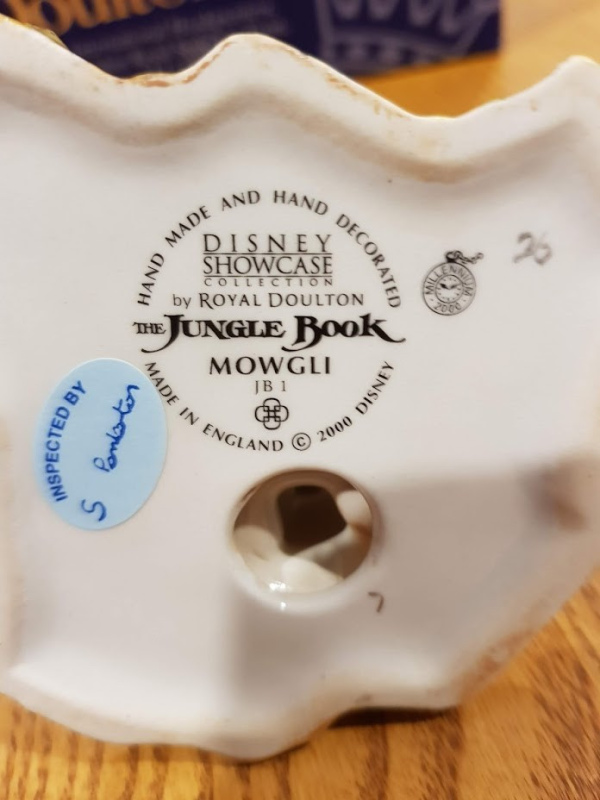 Doulton
HAND MADE AND HAND DECORATED
DISNEY
SHOWCASE
COLLECTION
by ROYAL DOULTON
THE JUNGLE BOOK
MOWGLI
JB 1
MADE IN ENGLAND © 2000 DISNEY
MILLENNIUM
2000
26
INSPECTED BY
S
7